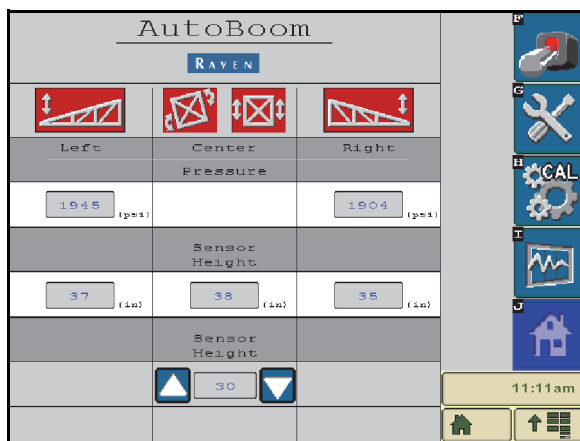 AutoBoom
RAVEN
Left Center Right
Pressure
1945 (psi) 1904 (psi)
Sensor
Height
37 (in) 38 (in) 35 (in)
Sensor
Height
30
F
G
H
CAL
I
J
11:11am